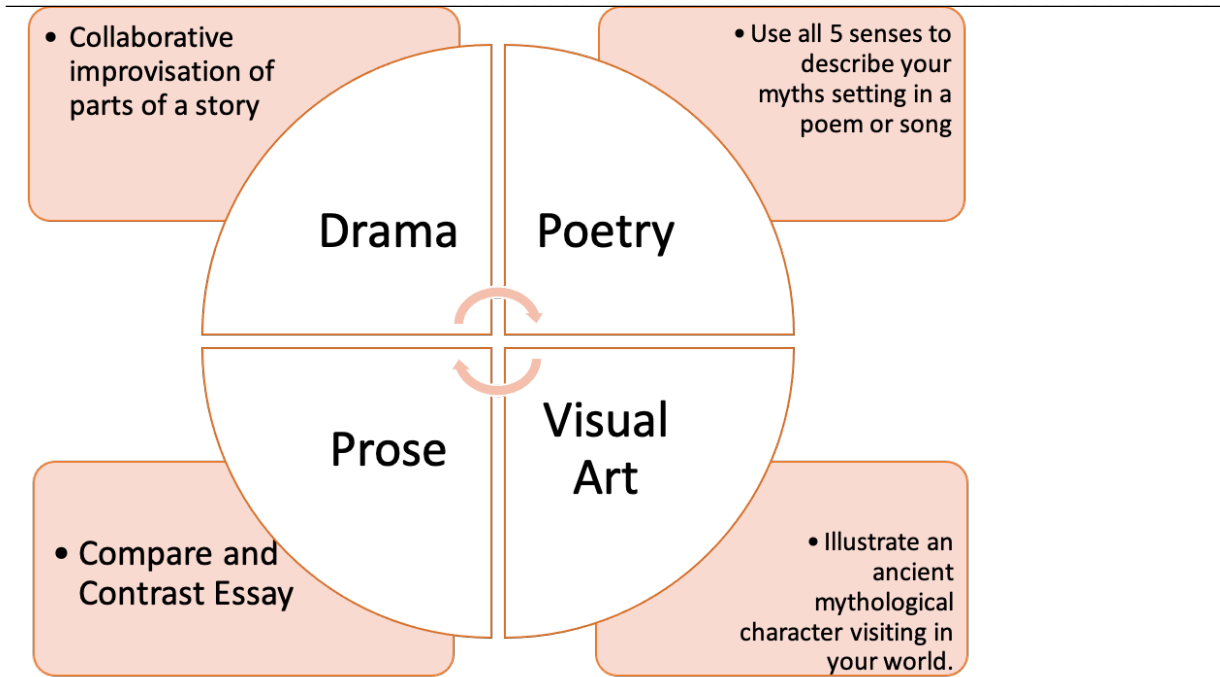 • Collaborative
improvisation of
parts of a story
• Use all 5 senses to
describe your
myths setting in a
poem or song
Drama
Poetry
Prose
Visual
Art
• Compare and
Contrast Essay
• Illustrate an
ancient
mythological
character visiting in
your world.